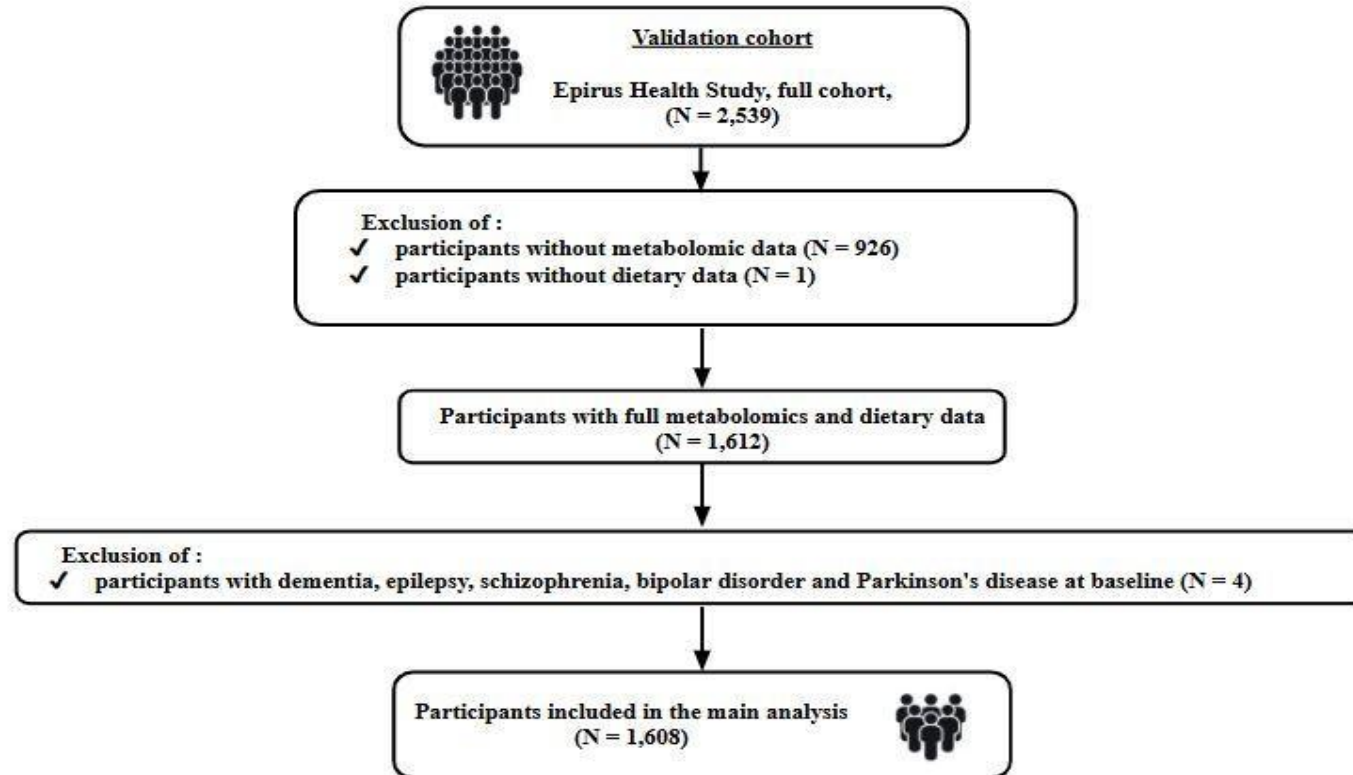 Validation cohort
Epirus Health Study, full cohort,
(N = 2,539)
Exclusion of :
✓ participants without metabolomic data (N = 926)
✓ participants without dietary data (N = 1)
Participants with full metabolomics and dietary data
(N = 1,612)
Exclusion of :
✓ participants with dementia, epilepsy, schizophrenia, bipolar disorder and Parkinson's disease at baseline (N = 4)
Participants included in the main analysis
(N = 1,608)